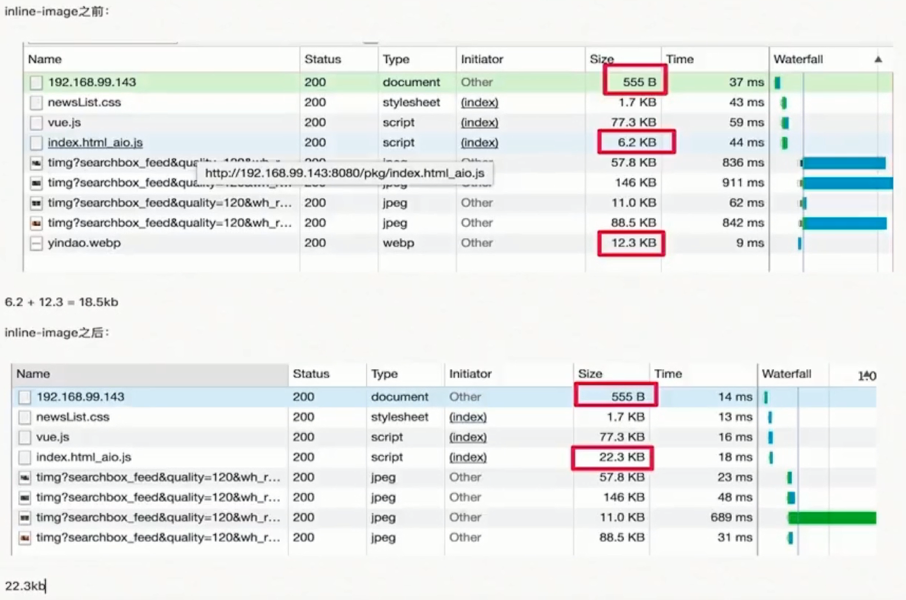 inline-image之前：
Name Status Type Initiator Size Time Waterfall
192.168.99.143 200 document Other 555 B 37 ms
newsList.css 200 stylesheet (index) 1.7 KB 43 ms
vue.js 200 script (index) 77.3 KB 59 ms
index.html_aio.js 200 script (index) 6.2 KB 44 ms
timg?searchbox_feed&quality=120&wh_r... 200 jpeg Other 57.8 KB 836 ms
http://192.168.99.143:8080/pkg/index.html_aio.js
timg?searchbox_feed&quality=120&wh_r... 200 jpeg Other 146 KB 911 ms
timg?searchbox_feed&quality=120&wh_r... 200 jpeg Other 11.0 KB 62 ms
timg?searchbox_feed&quality=120&wh_r... 200 jpeg Other 88.5 KB 842 ms
yindao.webp 200 webp Other 12.3 KB 9 ms
6.2 + 12.3 = 18.5kb
inline-image之后：
Name Status Type Initiator Size Time Waterfall
192.168.99.143 200 document Other 555 B 14 ms
newsList.css 200 stylesheet (index) 1.7 KB 13 ms
vue.js 200 script (index) 77.3 KB 16 ms
index.html_aio.js 200 script (index) 22.3 KB 18 ms
timg?searchbox_feed&quality=120&wh_r... 200 jpeg Other 57.8 KB 23 ms
timg?searchbox_feed&quality=120&wh_r... 200 jpeg Other 146 KB 48 ms
timg?searchbox_feed&quality=120&wh_r... 200 jpeg Other 11.0 KB 689 ms
timg?searchbox_feed&quality=120&wh_r... 200 jpeg Other 88.5 KB 31 ms
22.3kb